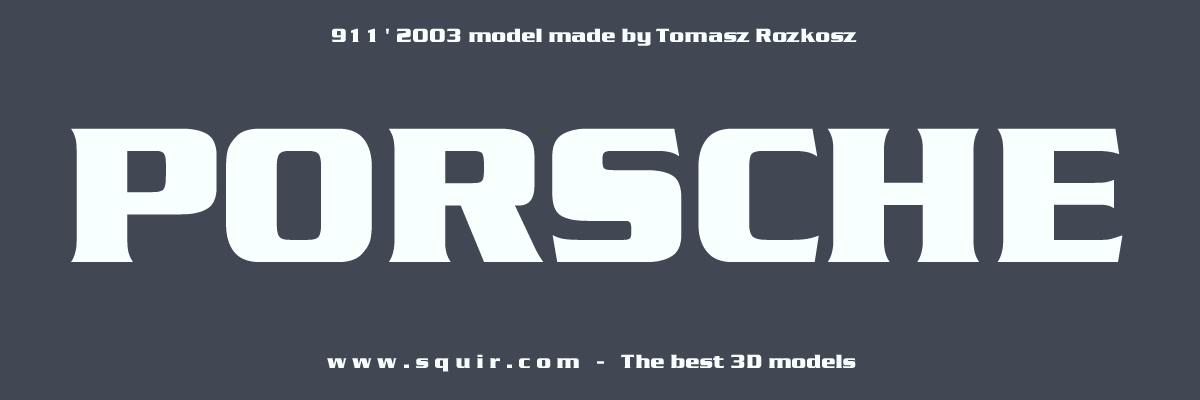 911'2003 model made by Tomasz Rozkosz
PORSCHE
www.squir.com - The best 3D models